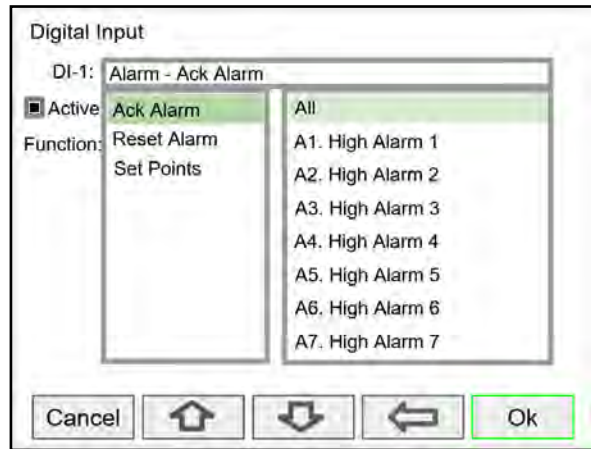 Digital Input
DI-1: Alarm - Ack Alarm
Active
Function:
Ack Alarm
Reset Alarm
Set Points
All
A1. High Alarm 1
A2. High Alarm 2
A3. High Alarm 3
A4. High Alarm 4
A5. High Alarm 5
A6. High Alarm 6
A7. High Alarm 7
Cancel
Ok